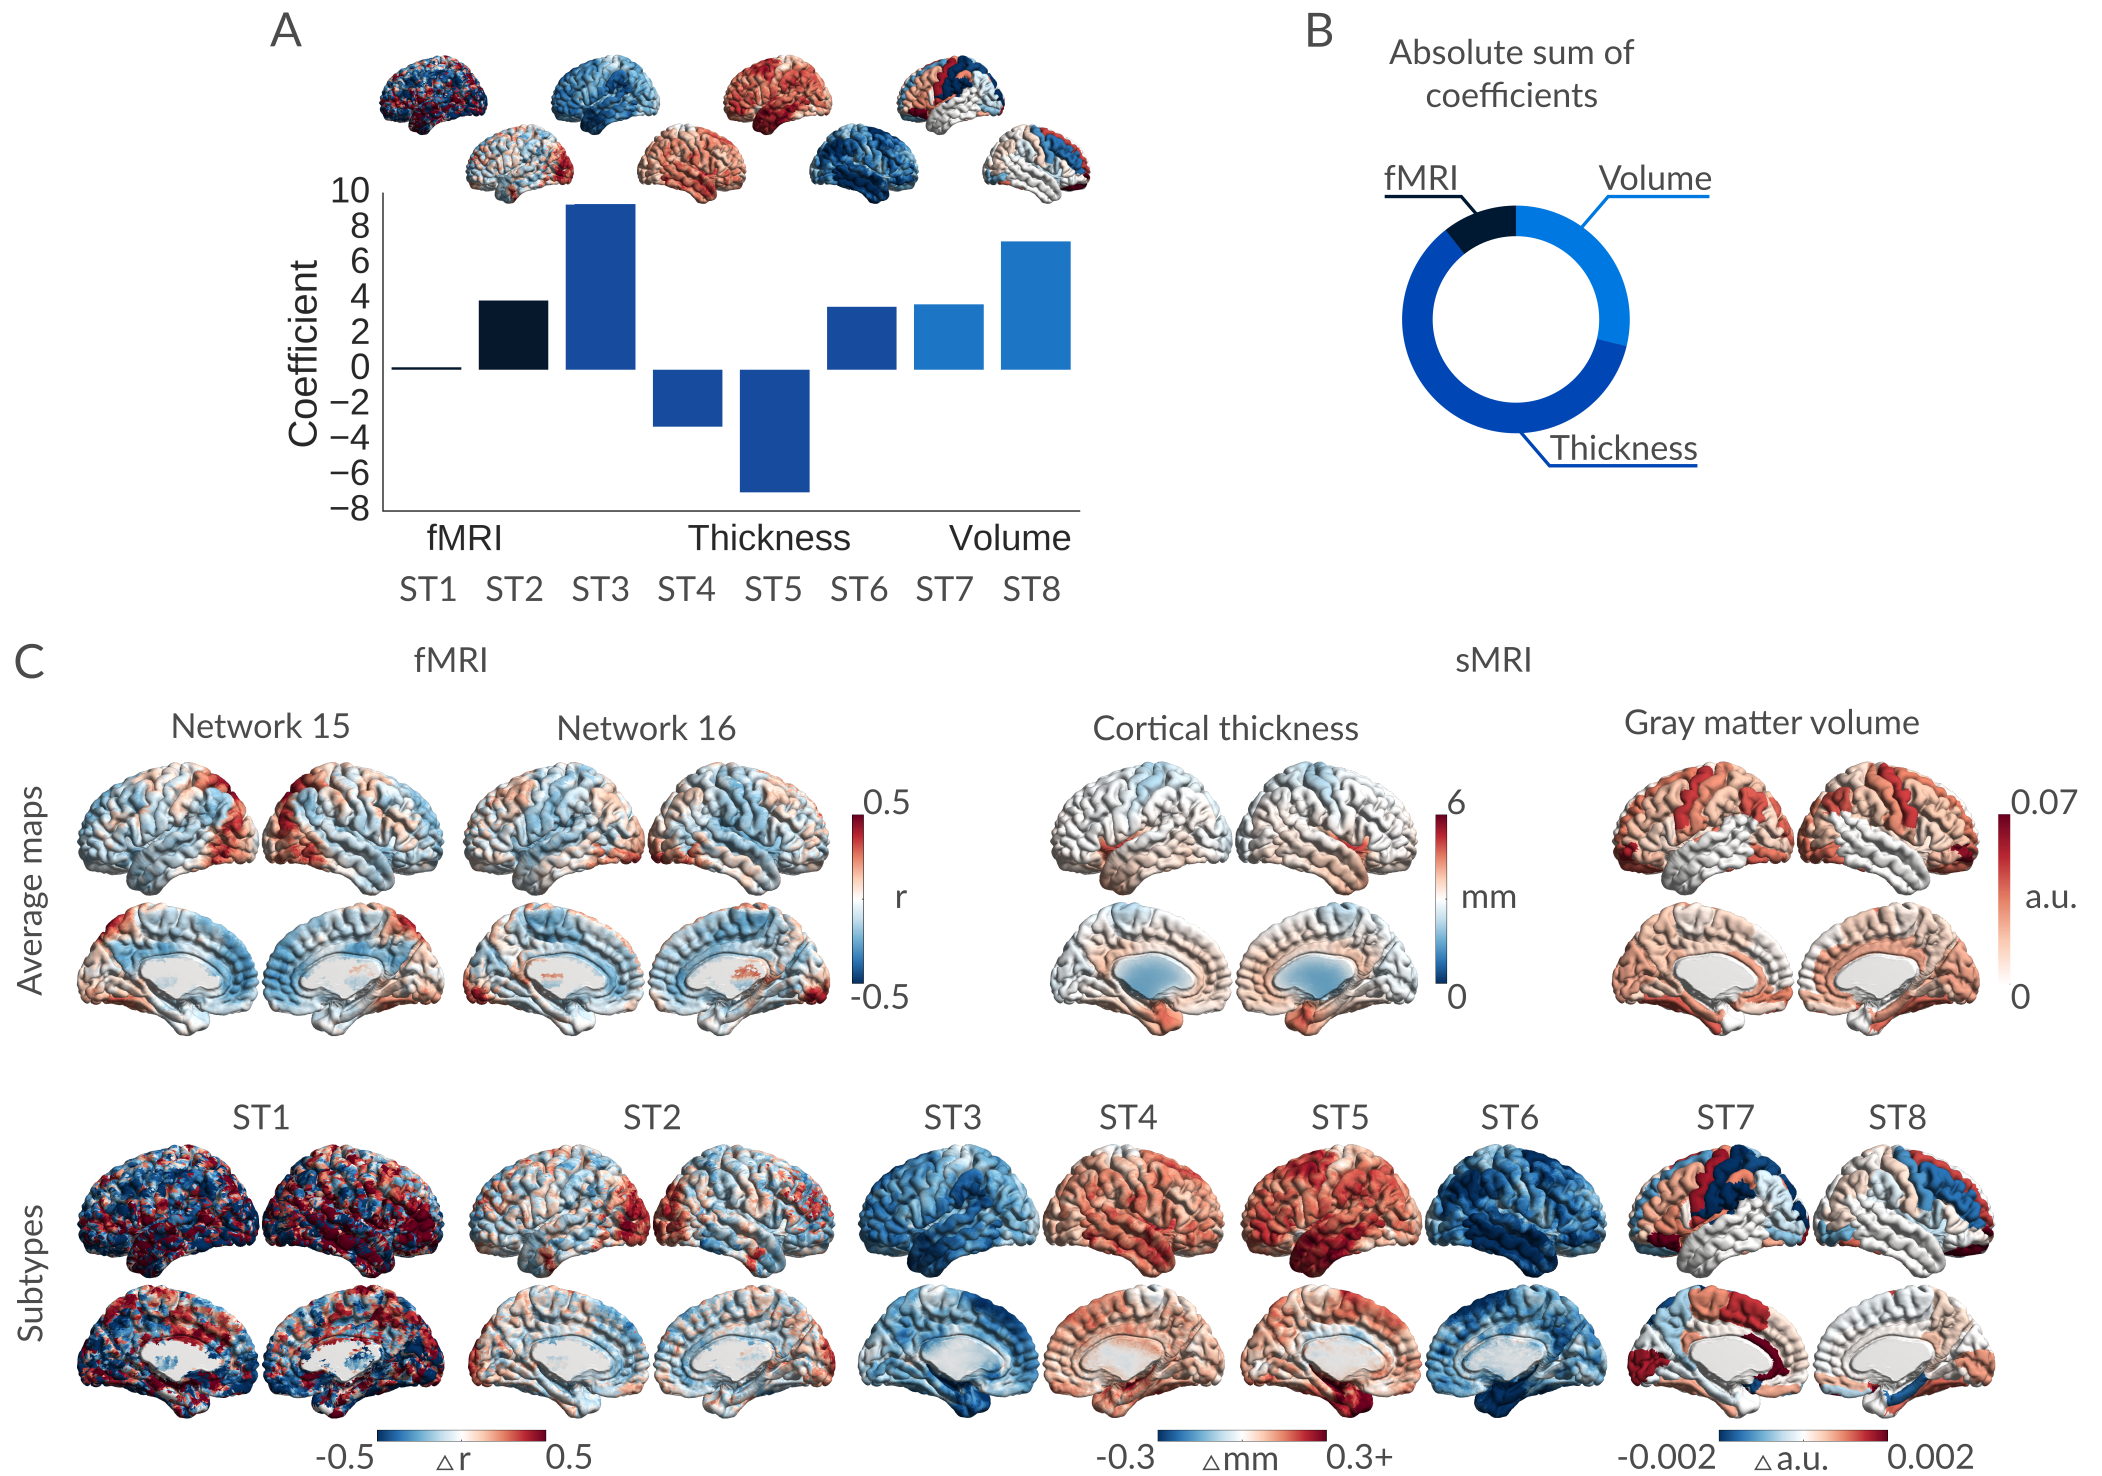 A
B
Absolute sum of
coefficients
fMRI
Volume
Thickness
10
8
6
4
2
0
−2
−4
−6
−8
Coefficient
fMRI
Thickness
Volume
ST1
ST2
ST3
ST4
ST5
ST6
ST7
ST8
C
fMRI
sMRI
Network 15
Network 16
Cortical thickness
Gray matter volume
Average maps
0.5
r
-0.5
6
mm
0
0.07
a.u.
0
Subtypes
ST1
ST2
ST3
ST4
ST5
ST6
ST7
ST8
-0.5
△r
0.5
-0.3
△mm
0.3+
-0.002
△a.u.
0.002